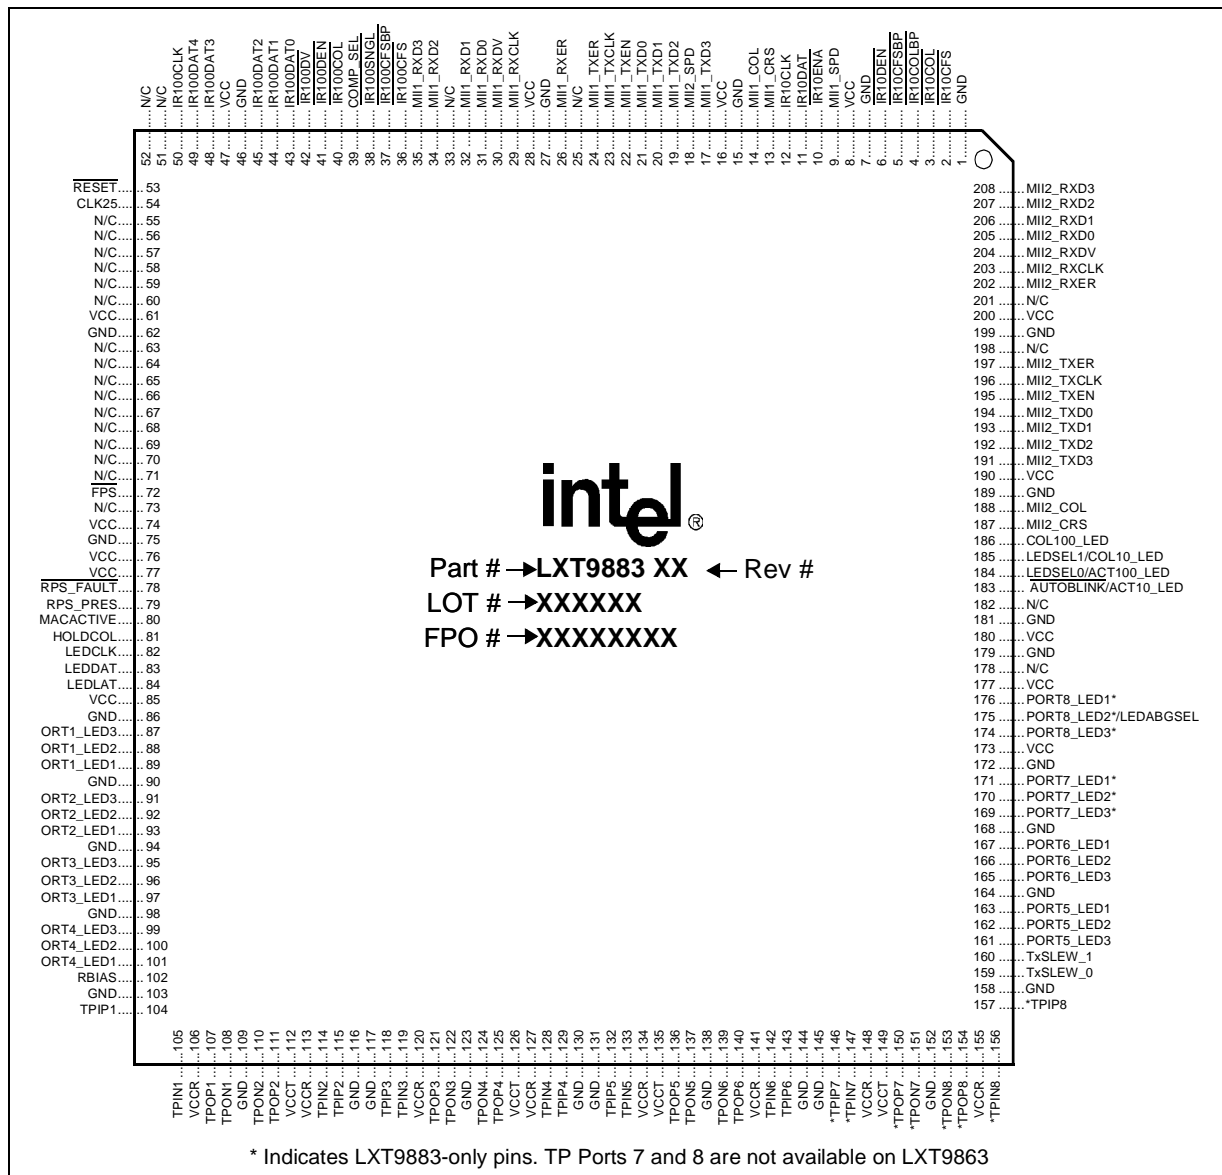 N/C 52
N/C 51
IR100CLK 50
IR100DAT4 49
IR100DAT3 48
VCC 47
GND 46
IR100DAT2 45
IR100DAT1 44
IR100DAT0 43
IR100DV 42
IR100DEN 41
IR100COL 40
COMP_SEL 39
IR100SNGL 38
IR100CFSBP 37
IR100CFS 36
MII1_RXD3 35
MII1_RXD2 34
N/C 33
MII1_RXD1 32
MII1_RXD0 31
MII1_RXDV 30
MII1_RXCLK 29
VCC 28
GND 27
MII1_RXER 26
N/C 25
MII1_TXER 24
MII1_TXCLK 23
MII1_TXEN 22
MII1_TXD0 21
MII1_TXD1 20
MII1_TXD2 19
MII2_SPD 18
MII1_TXD3 17
VCC 16
GND 15
MII1_COL 14
MII1_CRS 13
IR10CLK 12
IR10DAT 11
IR10ENA 10
MII1_SPD 9
VCC 8
GND 7
IR10DEN 6
IR10CFSBP 5
IR10COLBP 4
IR10COL 3
IR10CFS 2
GND 1
RESET 53
CLK25 54
N/C 55
N/C 56
N/C 57
N/C 58
N/C 59
N/C 60
VCC 61
GND 62
N/C 63
N/C 64
N/C 65
N/C 66
N/C 67
N/C 68
N/C 69
N/C 70
N/C 71
FPS 72
N/C 73
VCC 74
GND 75
VCC 76
VCC 77
RPS_FAULT 78
RPS_PRES 79
MACACTIVE 80
HOLDCOL 81
LEDCLK 82
LEDDAT 83
LEDLAT 84
VCC 85
GND 86
ORT1_LED3 87
ORT1_LED2 88
ORT1_LED1 89
GND 90
ORT2_LED3 91
ORT2_LED2 92
ORT2_LED1 93
GND 94
ORT3_LED3 95
ORT3_LED2 96
ORT3_LED1 97
GND 98
ORT4_LED3 99
ORT4_LED2 100
ORT4_LED1 101
RBIAS 102
GND 103
TPIP1 104
intel®
Part # LXT9883 XX Rev #
LOT # XXXXXX
FPO # XXXXXXXX
208 MII2_RXD3
207 MII2_RXD2
206 MII2_RXD1
205 MII2_RXD0
204 MII2_RXDV
203 MII2_RXCLK
202 MII2_RXER
201 N/C
200 VCC
199 GND
198 N/C
197 MII2_TXER
196 MII2_TXCLK
195 MII2_TXEN
194 MII2_TXD0
193 MII2_TXD1
192 MII2_TXD2
191 MII2_TXD3
190 VCC
189 GND
188 MII2_COL
187 MII2_CRS
186 COL100_LED
185 LEDSEL1/COL10_LED
184 LEDSEL0/ACT100_LED
183 AUTOBLINK/ACT10_LED
182 N/C
181 GND
180 VCC
179 GND
178 N/C
177 VCC
176 PORT8_LED1*
175 PORT8_LED2*/LEDABGSEL
174 PORT8_LED3*
173 VCC
172 GND
171 PORT7_LED1*
170 PORT7_LED2*
169 PORT7_LED3*
168 GND
167 PORT6_LED1
166 PORT6_LED2
165 PORT6_LED3
164 GND
163 PORT5_LED1
162 PORT5_LED2
161 PORT5_LED3
160 TxSLEW_1
159 TxSLEW_0
158 GND
157 *TPIP8
TPIN1 105
VCCR 106
TPOP1 107
TPON1 108
GND 109
TPON2 110
TPOP2 111
VCCT 112
VCCR 113
TPIN2 114
TPIP2 115
GND 116
GND 117
TPIP3 118
TPIN3 119
VCCR 120
TPOP3 121
TPON3 122
GND 123
TPON4 124
TPOP4 125
VCCT 126
VCCR 127
TPIN4 128
TPIP4 129
GND 130
GND 131
TPIP5 132
TPIN5 133
VCCR 134
VCCT 135
TPOP5 136
TPON5 137
GND 138
TPON6 139
TPOP6 140
VCCR 141
TPIN6 142
TPIP6 143
GND 144
GND 145
*TPIP7 146
*TPIN7 147
VCCR 148
VCCT 149
*TPOP7 150
*TPON7 151
GND 152
*TPON8 153
*TPOP8 154
VCCR 155
*TPIN8 156
* Indicates LXT9883-only pins. TP Ports 7 and 8 are not available on LXT9863